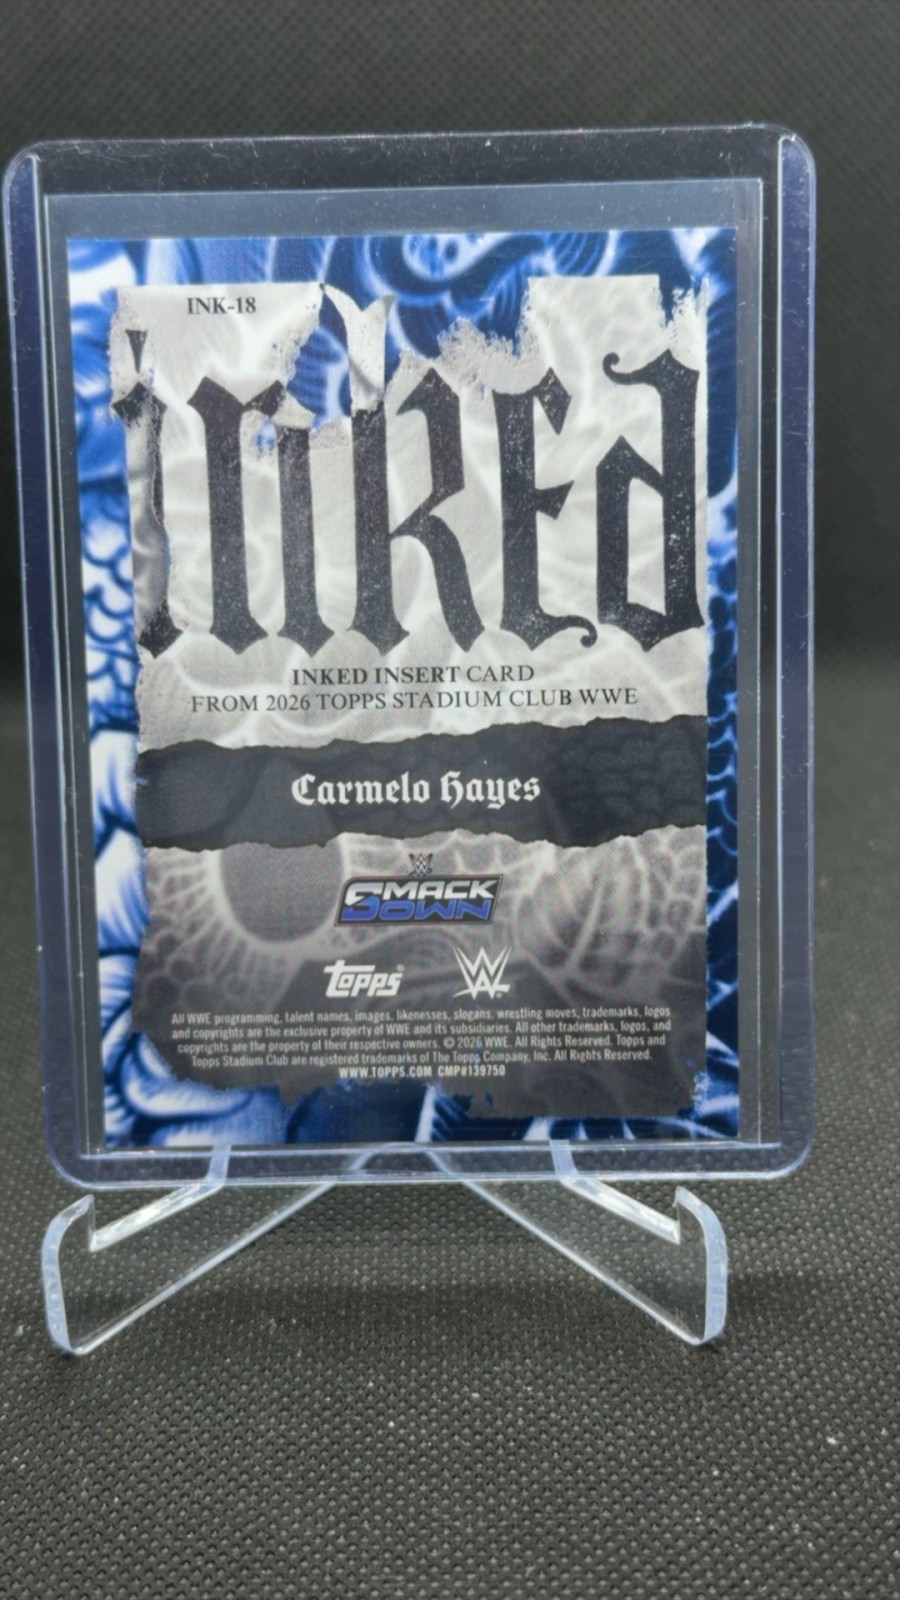 INK-18
inked
INKED INSERT CARD
FROM 2026 TOPPS STADIUM CLUB WWE
Carmelo Hayes
W
SMACK
DOWN
topps® W
All WWE programming, talent names, images, likenesses, slogans, wrestling moves, trademarks, logos
and copyrights are the exclusive property of WWE and its subsidiaries. All other trademarks, logos, and
copyrights are the property of their respective owners. © 2026 WWE. All Rights Reserved. Topps and
Topps Stadium Club are registered trademarks of The Topps Company, Inc. All Rights Reserved.
WWW.TOPPS.COM CMP#139750